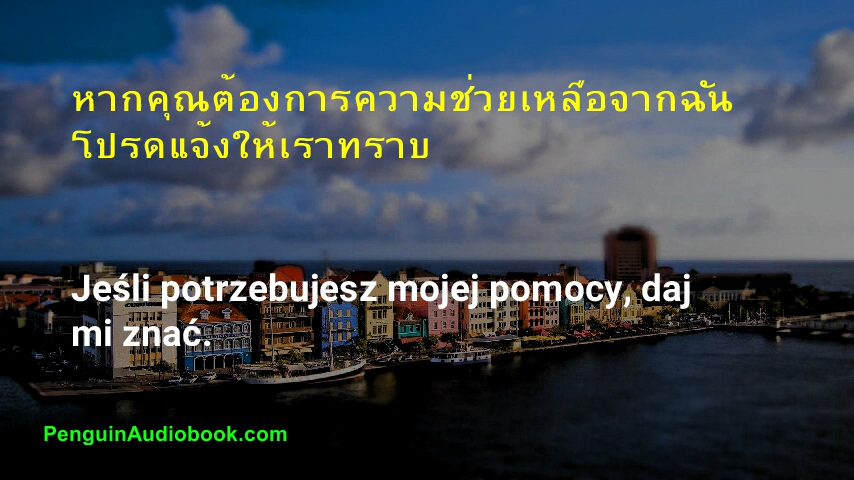 หากคุณต้องการความช่วยเหลือจากฉัน
โปรดแจ้งให้เราทราบ
Jeśli potrzebujesz mojej pomocy, daj
mi znać.
PenguinAudiobook.com